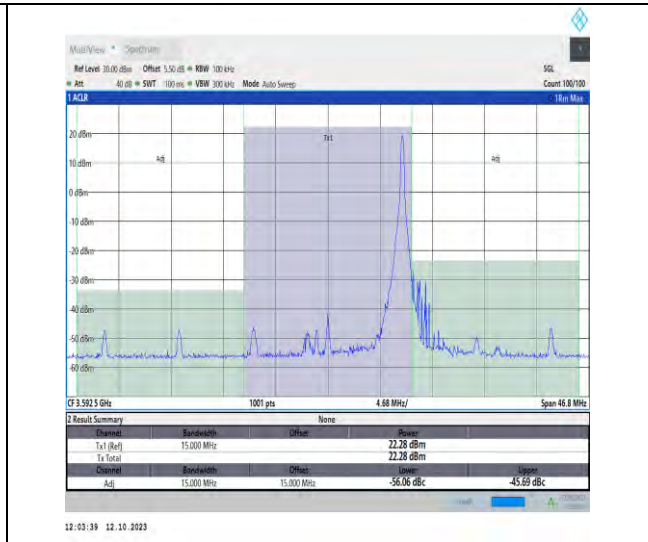 MultiView Spectrum
Ref Level 30.00 dBm Offset 5.50 dB RBW 100 kHz SGL
Att 40 dB SWT 100 ms VBW 300 kHz Mode Auto Sweep Count 100/100
1 ACLR 1Rm Max
Tx1
20 dBm
Adj Adj
10 dBm
0 dBm
-10 dBm
-20 dBm
-30 dBm
-40 dBm
-50 dBm
-60 dBm
CF 3.5925 GHz 1001 pts 4.68 MHz/ Span 46.8 MHz
2 Result Summary None
Channel Bandwidth Offset Power
Tx1 (Ref) 15.000 MHz 22.28 dBm
Tx Total 22.28 dBm
Channel Bandwidth Offset Lower Upper
Adj 15.000 MHz 15.000 MHz -56.06 dBc -45.69 dBc
12:03:39 12.10.2023